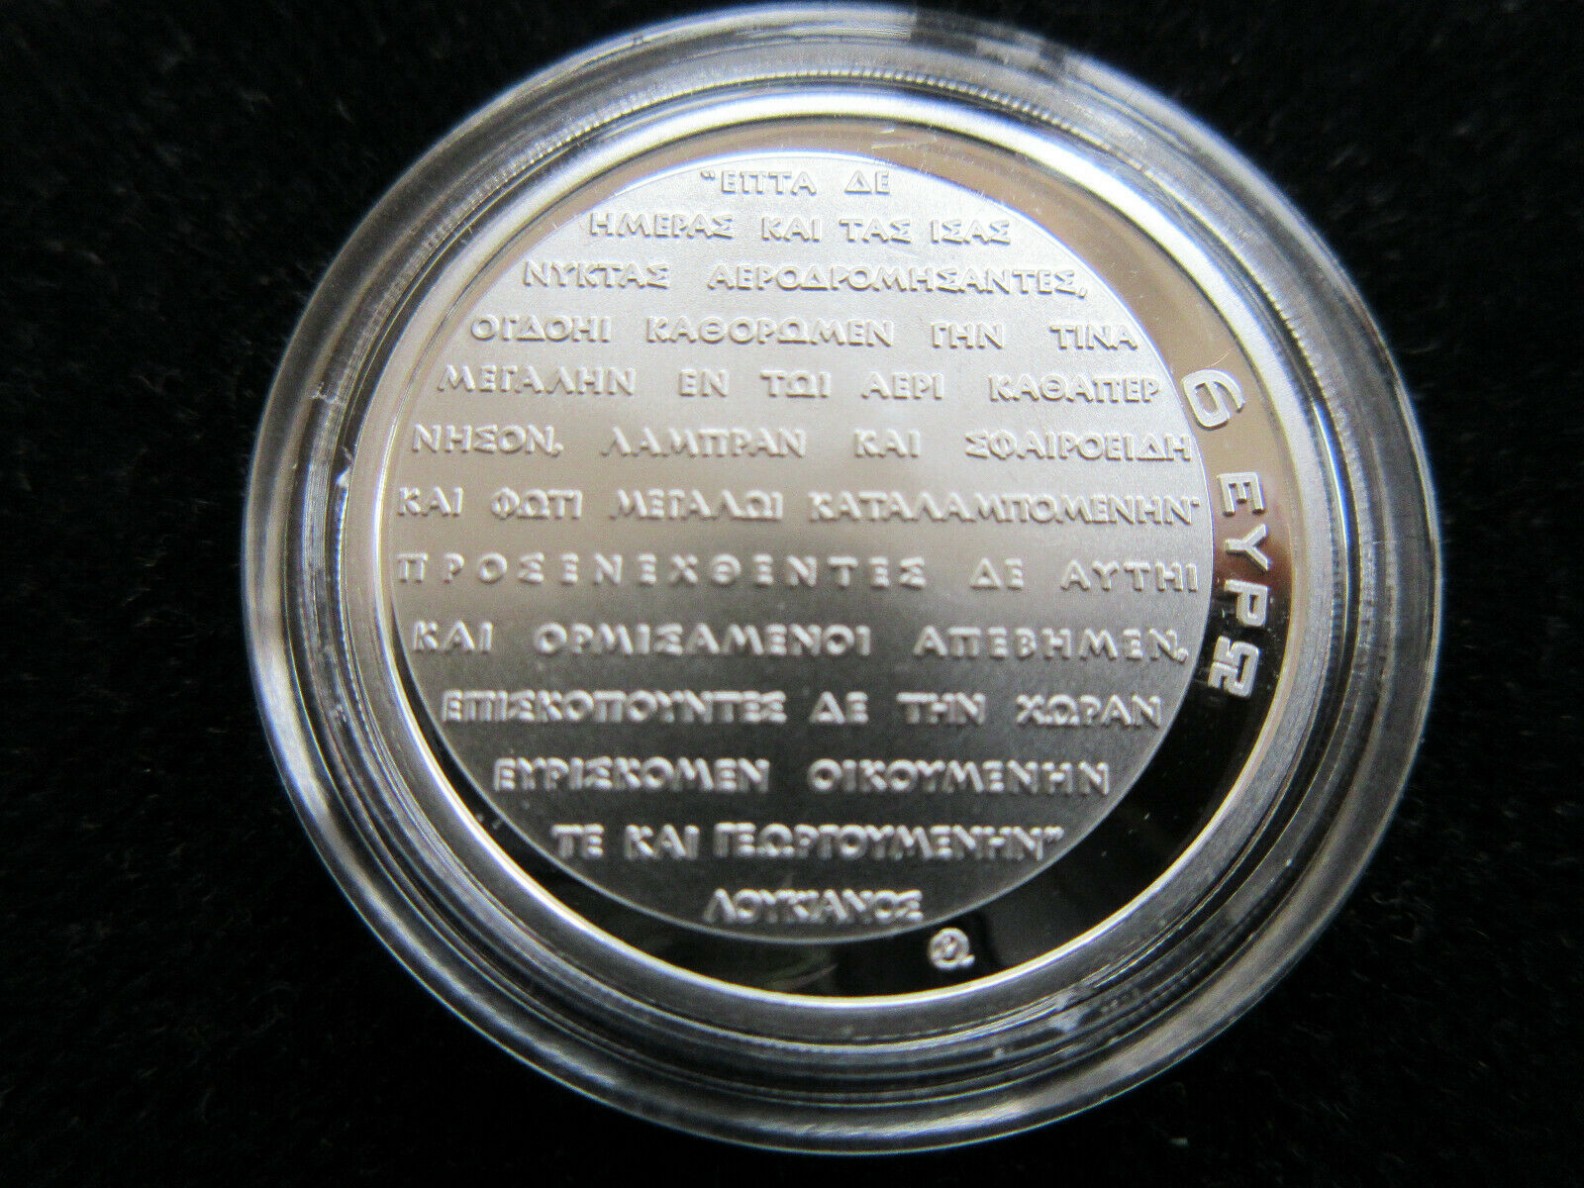 "ΕΠΤΑ ΔΕ
ΗΜΕΡΑΣ ΚΑΙ ΤΑΣ ΙΣΑΣ
ΝΥΚΤΑΣ ΑΕΡΟΔΡΟΜΗΣΑΝΤΕΣ,
ΟΓΔΟΗΙ ΚΑΘΟΡΩΜΕΝ ΓΗΝ ΤΙΝΑ
ΜΕΓΑΛΗΝ ΕΝ ΤΩΙ ΑΕΡΙ ΚΑΘΑΠΕΡ
ΝΗΣΟΝ, ΛΑΜΠΡΑΝ ΚΑΙ ΣΦΑΙΡΟΕΙΔΗ
ΚΑΙ ΦΩΤΙ ΜΕΓΑΛΩΙ ΚΑΤΑΛΑΜΠΟΜΕΝΗΝ·
ΠΡΟΣΕΝΕΧΘΕΝΤΕΣ ΔΕ ΑΥΤΗΙ
ΚΑΙ ΟΡΜΙΣΑΜΕΝΟΙ ΑΠΕΒΗΜΕΝ,
ΕΠΙΣΚΟΠΟΥΝΤΕΣ ΔΕ ΤΗΝ ΧΩΡΑΝ
ΕΥΡΙΣΚΟΜΕΝ ΟΙΚΟΥΜΕΝΗΝ
ΤΕ ΚΑΙ ΓΕΩΡΓΟΥΜΕΝΗΝ"
ΛΟΥΚΙΑΝΟΣ
6 ΕΥΡΩ